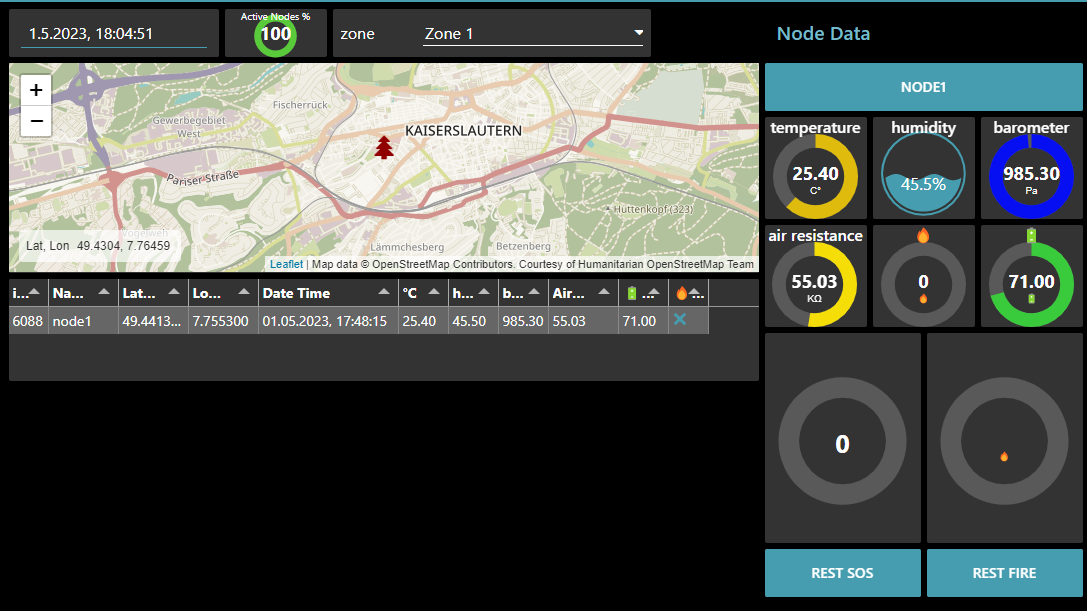 1.5.2023, 18:04:51
Active Nodes %
100
zone
Zone 1
Node Data
+
−
Fischerrück
Gewerbegebiet
West
KAISERSLAUTERN
Pariser Straße
Vogelweh
Hüttenkopf (323)
Lämmchesberg
Betzenberg
Lat, Lon 49.4304, 7.76459
Leaflet | Map data © OpenStreetMap Contributors. Courtesy of Humanitarian OpenStreetMap Team
i... Na... Lat... Lo... Date Time °C h... b... Air... 🔋... 🔥...
6088 node1 49.4413... 7.755300 01.05.2023, 17:48:15 25.40 45.50 985.30 55.03 71.00
NODE1
temperature
25.40
C°
humidity
45.5%
barometer
985.30
Pa
air resistance
55.03
KΩ
0
71.00
0
REST SOS
REST FIRE